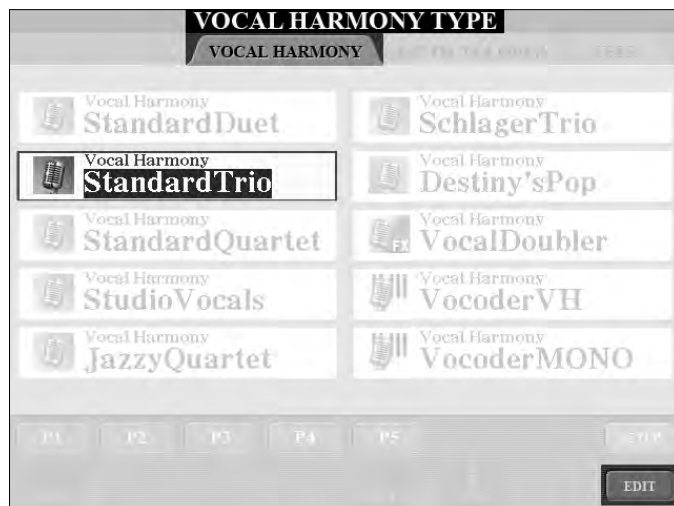 VOCAL HARMONY TYPE
VOCAL HARMONY
Vocal Harmony
StandardDuet
Vocal Harmony
StandardTrio
Vocal Harmony
StandardQuartet
Vocal Harmony
StudioVocals
Vocal Harmony
JazzyQuartet
Vocal Harmony
SchlagerTrio
Vocal Harmony
Destiny'sPop
Vocal Harmony
FX VocalDoubler
Vocal Harmony
VocoderVH
Vocal Harmony
VocoderMONO
P1 P2 P3 P4 P5
EDIT